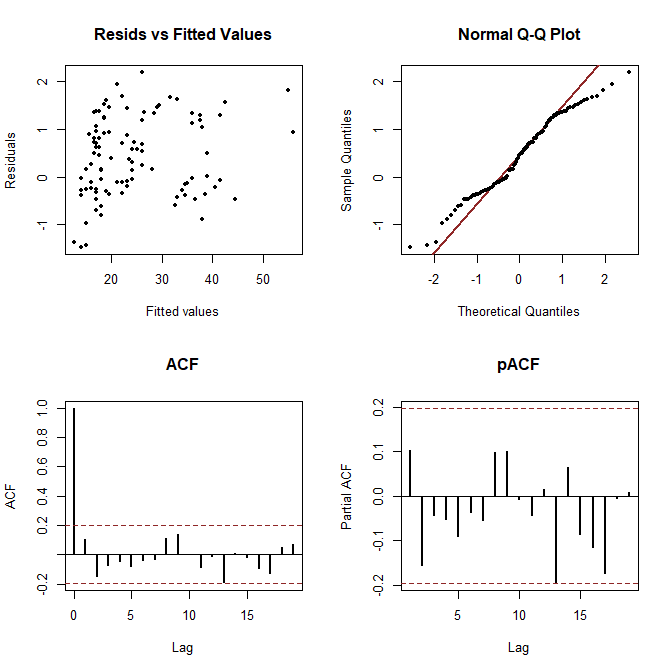 Resids vs Fitted Values
Residuals
2
1
0
-1
20 30 40 50
Fitted values
Normal Q-Q Plot
Sample Quantiles
2
1
0
-1
-2 -1 0 1 2
Theoretical Quantiles
ACF
ACF
1.0
0.8
0.6
0.4
0.2
-0.2
0 5 10 15
Lag
pACF
Partial ACF
0.2
0.1
0.0
-0.1
-0.2
5 10 15
Lag